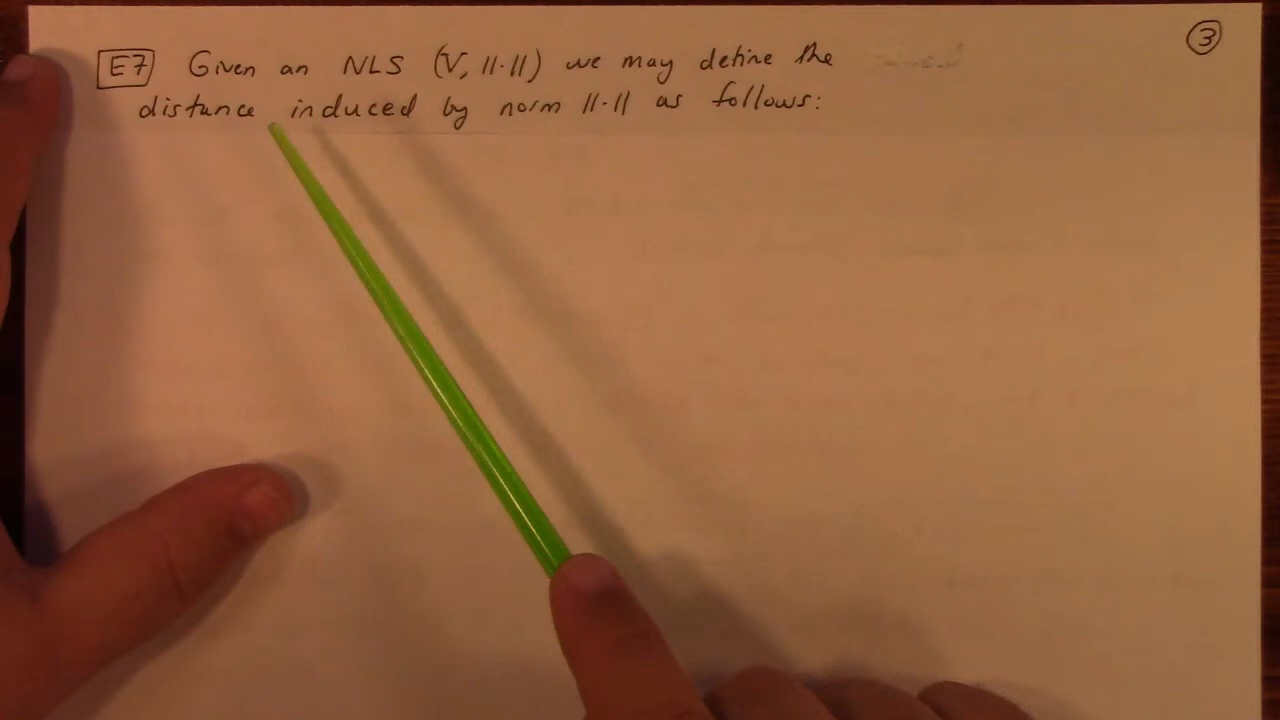 ③
E7 Given an NLS (V, ||·||) we may define the
distance induced by norm ||·|| as follows: